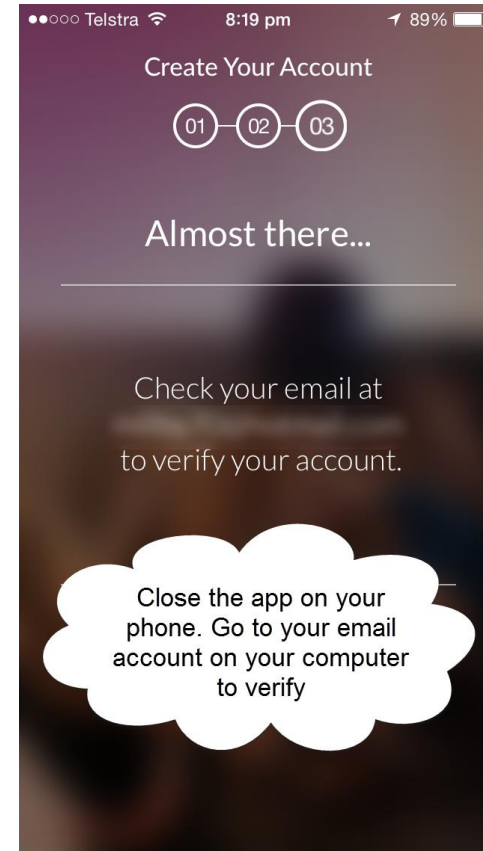 Telstra 8:19 pm 89%
Create Your Account
01 02 03
Almost there...
Check your email at
to verify your account.
Close the app on your
phone. Go to your email
account on your computer
to verify